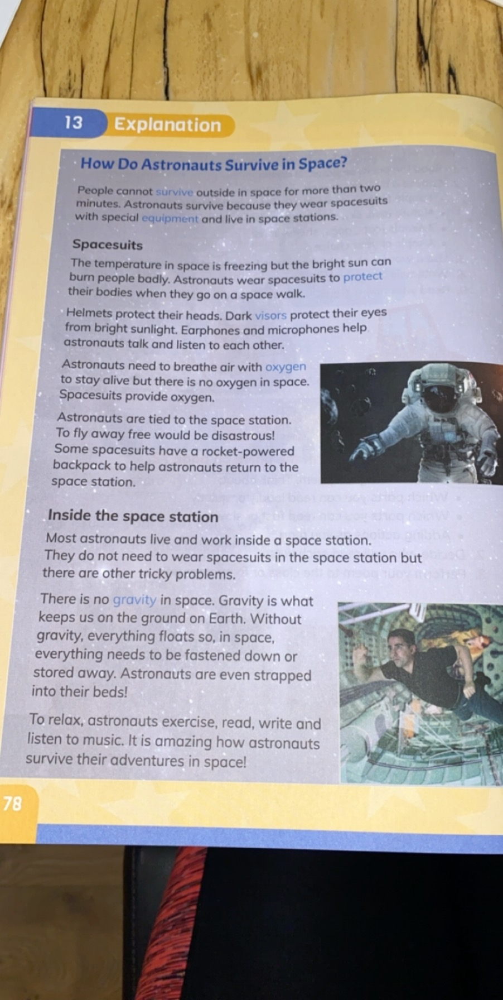 13 Explanation
How Do Astronauts Survive in Space?
People cannot survive outside in space for more than two
minutes. Astronauts survive because they wear spacesuits
with special equipment and live in space stations.
Spacesuits
The temperature in space is freezing but the bright sun can
burn people badly. Astronauts wear spacesuits to protect
their bodies when they go on a space walk.
Helmets protect their heads. Dark visors protect their eyes
from bright sunlight. Earphones and microphones help
astronauts talk and listen to each other.
Astronauts need to breathe air with oxygen
to stay alive but there is no oxygen in space.
Spacesuits provide oxygen.
Astronauts are tied to the space station.
To fly away free would be disastrous!
Some spacesuits have a rocket-powered
backpack to help astronauts return to the
space station.
Inside the space station
Most astronauts live and work inside a space station.
They do not need to wear spacesuits in the space station but
there are other tricky problems.
There is no gravity in space. Gravity is what
keeps us on the ground on Earth. Without
gravity, everything floats so, in space,
everything needs to be fastened down or
stored away. Astronauts are even strapped
into their beds!
To relax, astronauts exercise, read, write and
listen to music. It is amazing how astronauts
survive their adventures in space!
78